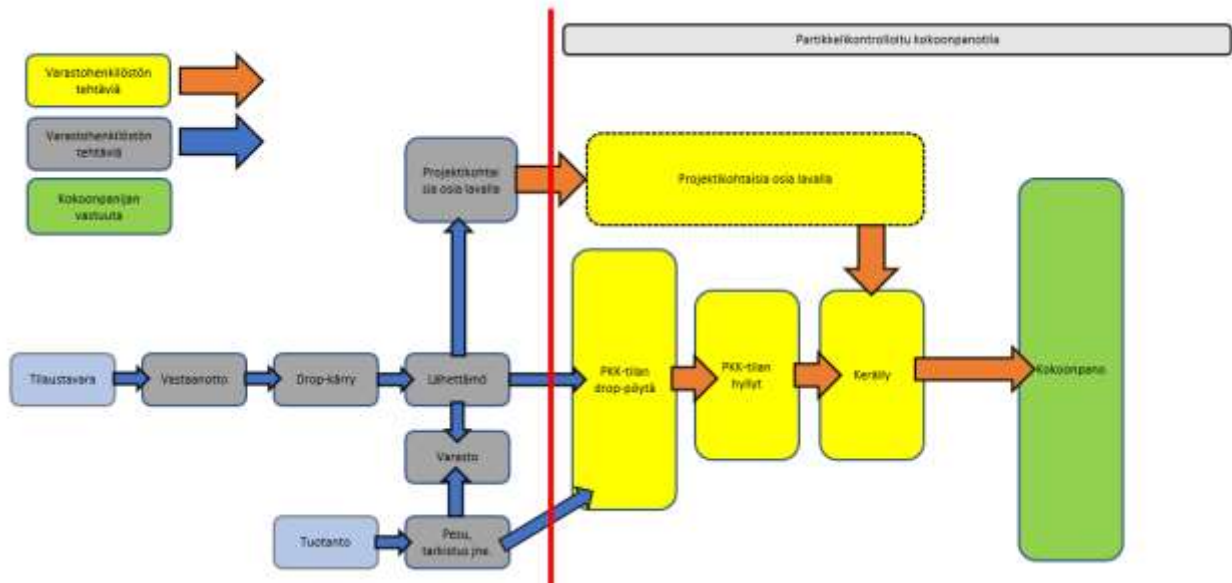 Partikkelikontrolloitu kokoonpanotila
Varastohenkilöstön
tehtäviä
Varastohenkilöstön
tehtäviä
Kokoonpanijan
vastuuta
Projektikohtai
sia osia lavalla
Projektikohtaisia osia lavalla
Tilaustavara
Vastaanotto
Drop-kärry
Lähettämö
PKK-tilan
drop-pöytä
PKK-tilan
hyllyt
Keräily
Kokoonpano
Varasto
Tuotanto
Pesu,
tarkistus jne.